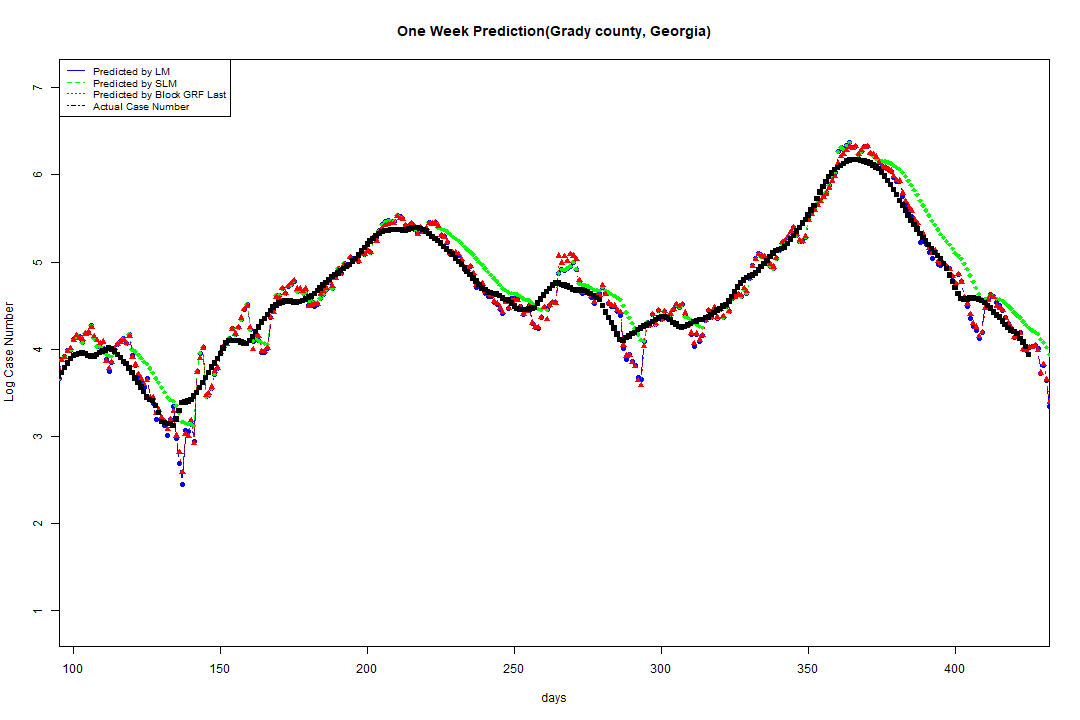 One Week Prediction(Grady county, Georgia)
Predicted by LM
Predicted by SLM
Predicted by Block GRF Last
Actual Case Number
7
6
5
4
3
2
1
Log Case Number
100 150 200 250 300 350 400
days